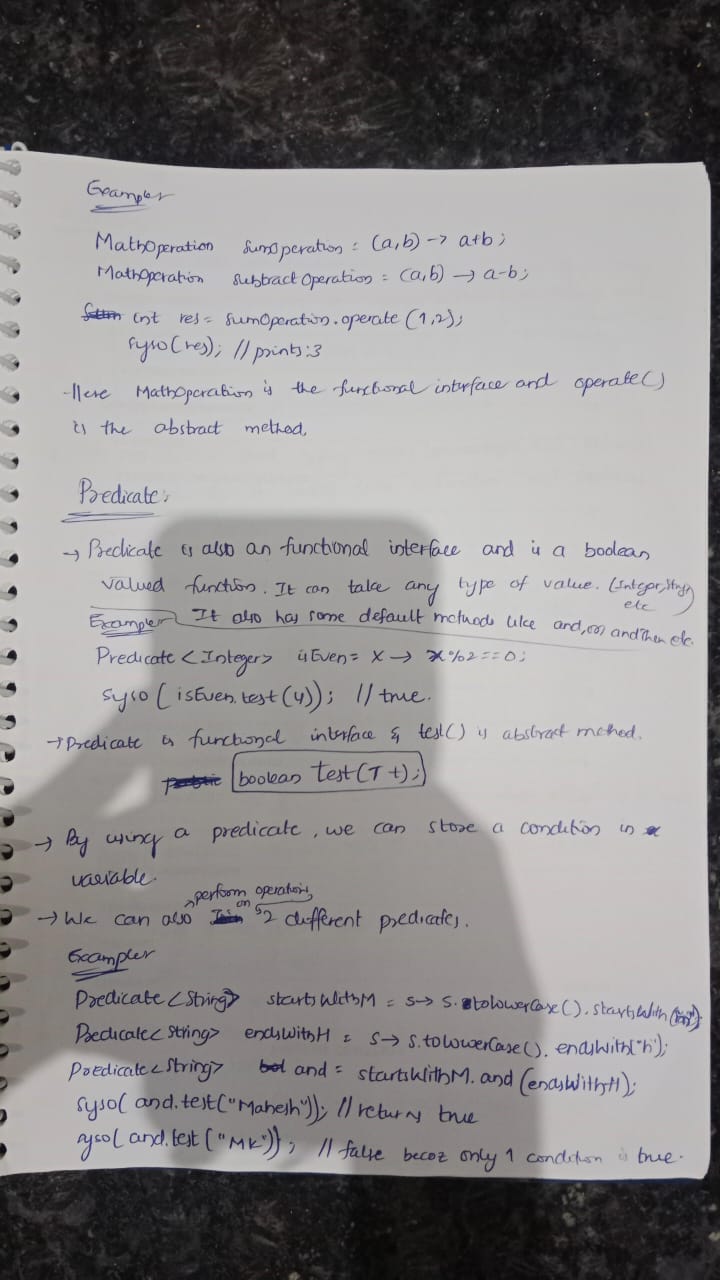 Examples
MathOperation sumOperation = (a,b) -> a+b;
MathOperation subtractOperation = (a,b) -> a-b;
int res = sumOperation.operate(1,2);
syso(res); // prints:3
Here MathOperation is the functional interface and operate()
is the abstract method.
Predicate:
→ Predicate is also an functional interface and is a boolean
valued function. It can take any type of value. (Integer, String
etc)
It also has some default methods like and, or, andThen etc.
Example
Predicate<Integer> isEven = x -> x%2==0;
syso(isEven.test(4)); // true.
→ Predicate is functional interface & test() is abstract method.
boolean test(T t);
→ By using a predicate, we can store a condition in
variable.
→ We can also perform operations on 2 different predicates.
Examples
Predicate<String> startsWithM = s -> s.toLowerCase().startsWith("m");
Predicate<String> endsWithH = s -> s.toLowerCase().endsWith("h");
Predicate<String> and = startsWithM.and(endsWithH);
syso(and.test("Mahesh")); // returns true
syso(and.test("Mk")); // false becoz only 1 condition is true.